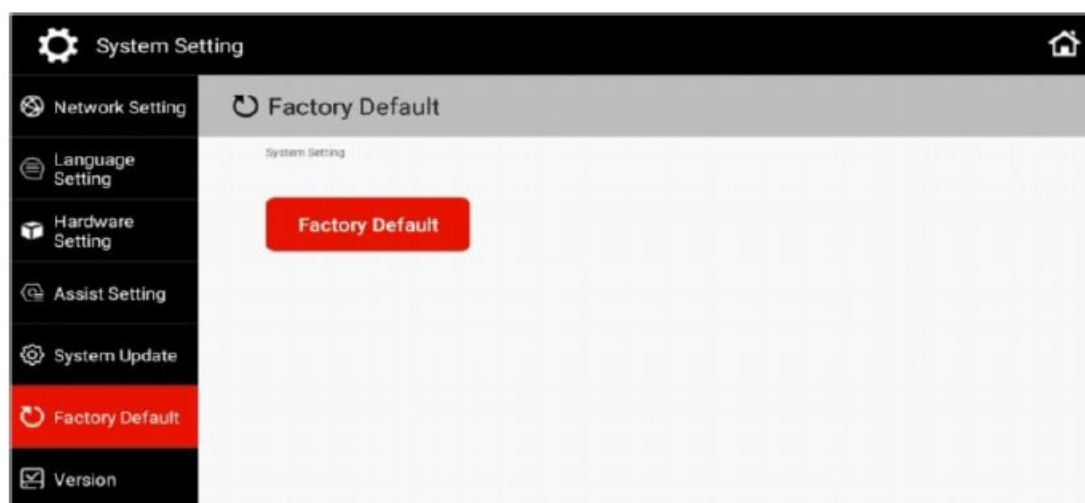 System Setting
Network Setting
Language
Setting
Hardware
Setting
Assist Setting
System Update
Factory Default
Version
Factory Default
System Setting
Factory Default